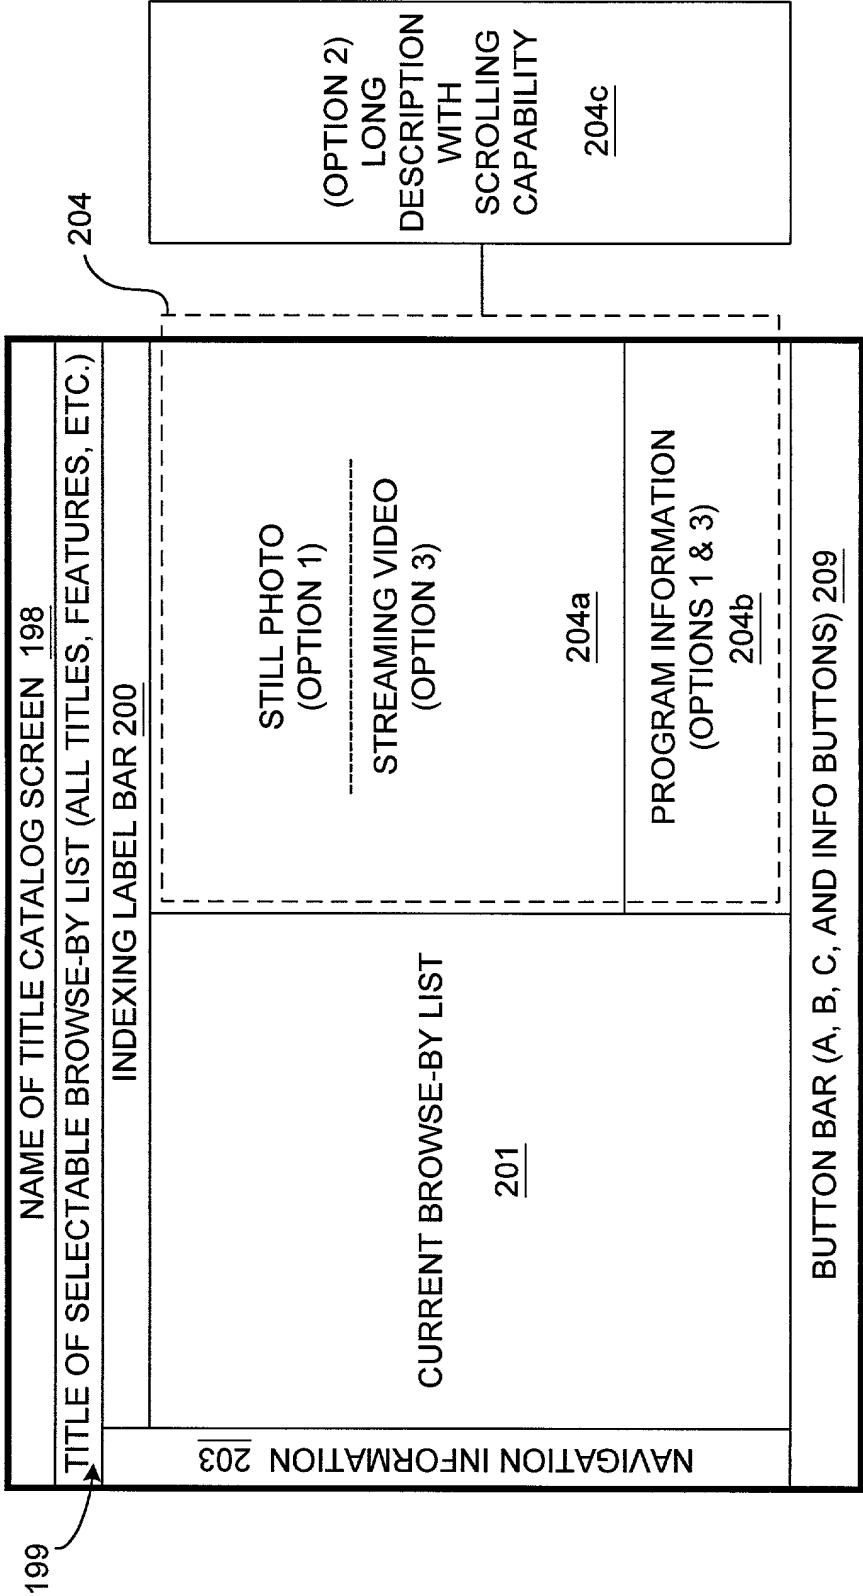 NAME OF TITLE CATALOG SCREEN 198
TITLE OF SELECTABLE BROWSE-BY LIST (ALL TITLES, FEATURES, ETC.)
199
INDEXING LABEL BAR 200
NAVIGATION INFORMATION 203
CURRENT BROWSE-BY LIST
201
204
STILL PHOTO
(OPTION 1)
STREAMING VIDEO
(OPTION 3)
204a
PROGRAM INFORMATION
(OPTIONS 1 & 3)
204b
(OPTION 2)
LONG
DESCRIPTION
WITH
SCROLLING
CAPABILITY
204c
BUTTON BAR (A, B, C, AND INFO BUTTONS) 209